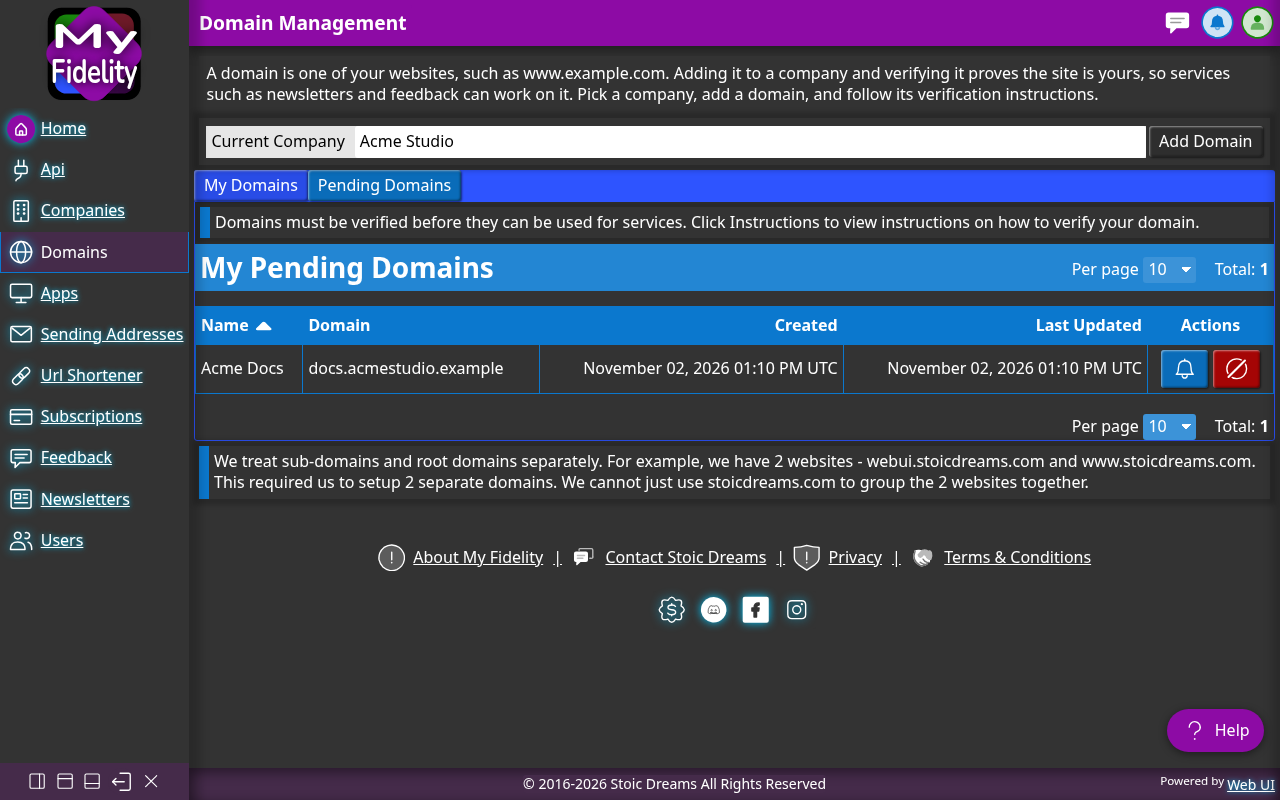 My
Fidelity
Domain Management
Home
Api
Companies
Domains
Apps
Sending Addresses
Url Shortener
Subscriptions
Feedback
Newsletters
Users
A domain is one of your websites, such as www.example.com. Adding it to a company and verifying it proves the site is yours, so services
such as newsletters and feedback can work on it. Pick a company, add a domain, and follow its verification instructions.
Current Company Acme Studio Add Domain
My Domains Pending Domains
Domains must be verified before they can be used for services. Click Instructions to view instructions on how to verify your domain.
My Pending Domains Per page 10 Total: 1
Name Domain Created Last Updated Actions
Acme Docs docs.acmestudio.example November 02, 2026 01:10 PM UTC November 02, 2026 01:10 PM UTC
Per page 10 Total: 1
We treat sub-domains and root domains separately. For example, we have 2 websites - webui.stoicdreams.com and www.stoicdreams.com.
This required us to setup 2 separate domains. We cannot just use stoicdreams.com to group the 2 websites together.
About My Fidelity | Contact Stoic Dreams | Privacy | Terms & Conditions
Help
© 2016-2026 Stoic Dreams All Rights Reserved
Powered by Web UI